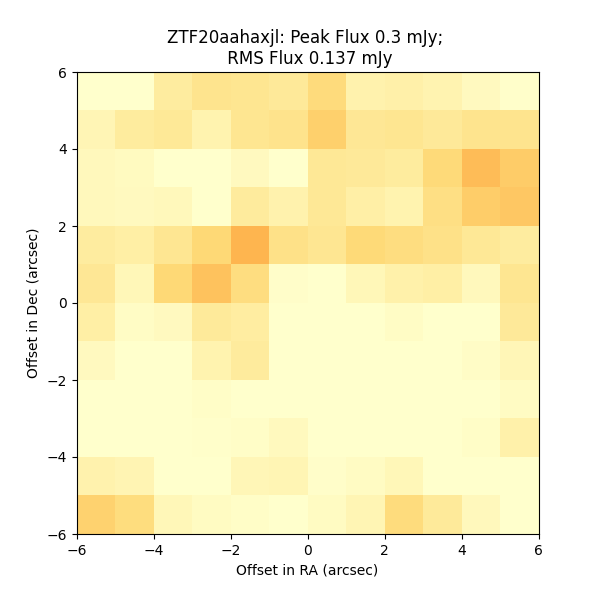 ZTF20aahaxjl: Peak Flux 0.3 mJy;
RMS Flux 0.137 mJy
6
4
2
0
−2
−4
−6
Offset in Dec (arcsec)
−6 −4 −2 0 2 4 6
Offset in RA (arcsec)